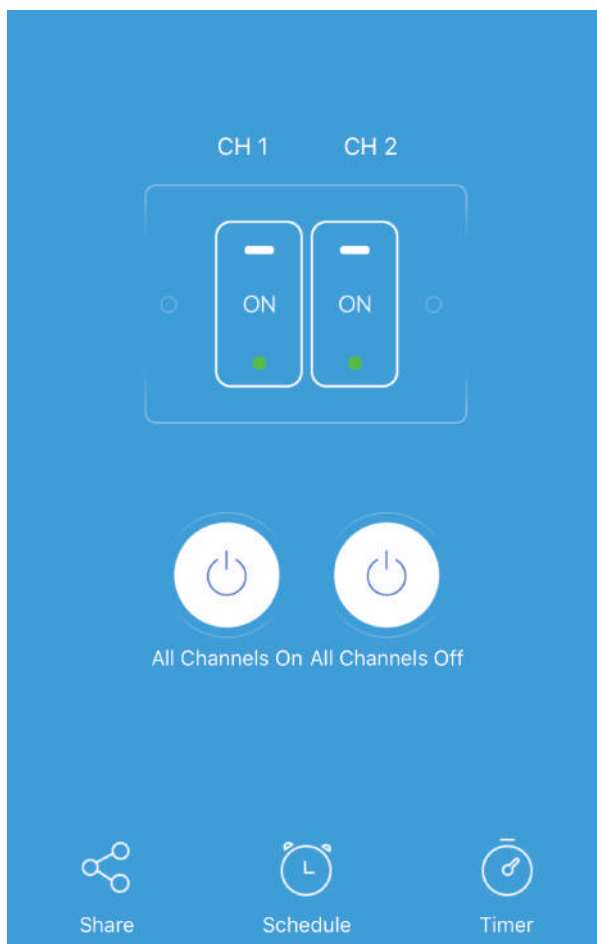 CH 1 CH 2
ON ON
All Channels On All Channels Off
Share Schedule Timer